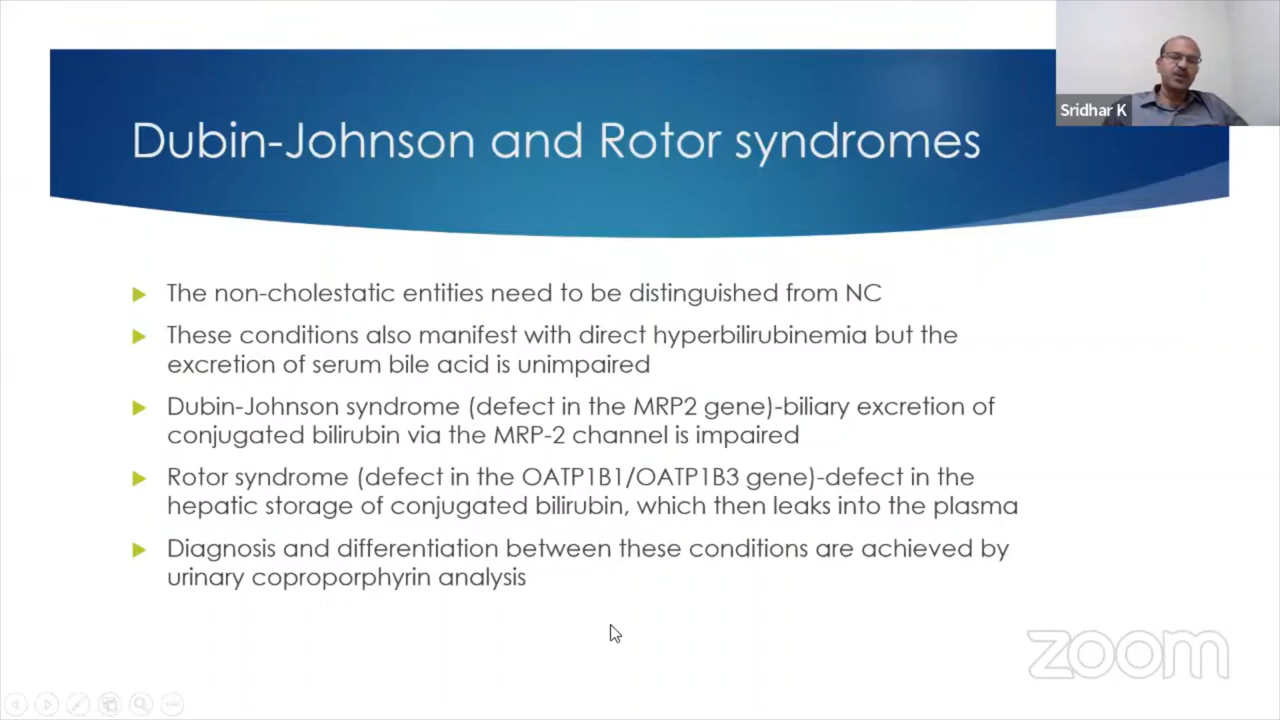 Sridhar K
Dubin-Johnson and Rotor syndromes
The non-cholestatic entities need to be distinguished from NC
These conditions also manifest with direct hyperbilirubinemia but the
excretion of serum bile acid is unimpaired
Dubin-Johnson syndrome (defect in the MRP2 gene)-biliary excretion of
conjugated bilirubin via the MRP-2 channel is impaired
Rotor syndrome (defect in the OATP1B1/OATP1B3 gene)-defect in the
hepatic storage of conjugated bilirubin, which then leaks into the plasma
Diagnosis and differentiation between these conditions are achieved by
urinary coproporphyrin analysis
zoom